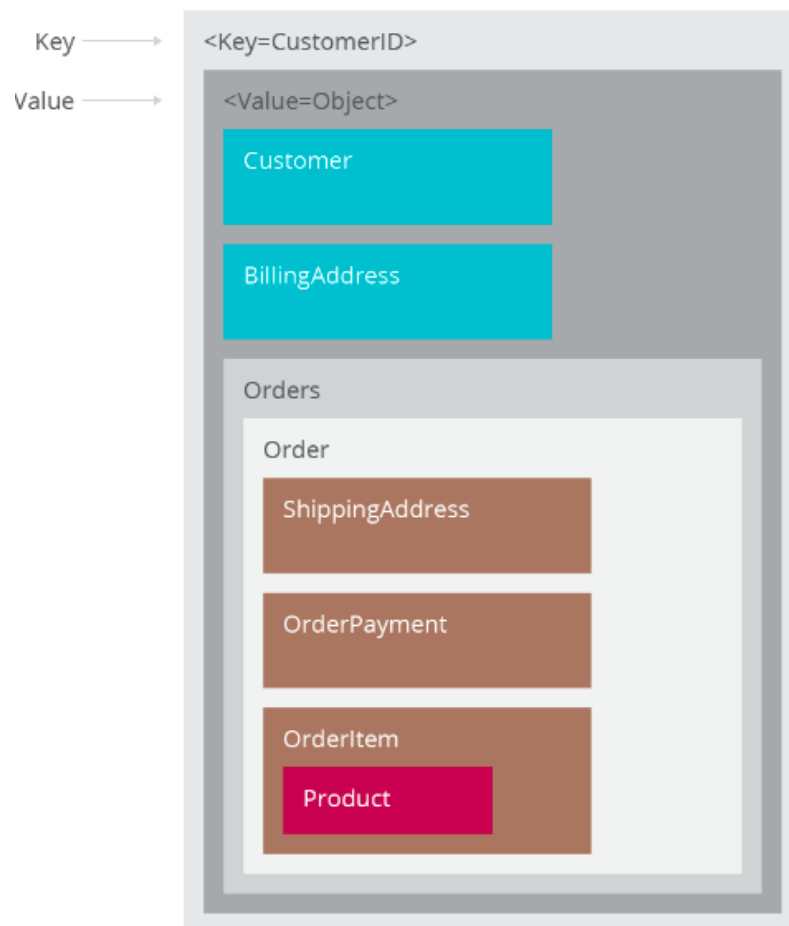 Key
<Key=CustomerID>
Value
<Value=Object>
Customer
BillingAddress
Orders
Order
ShippingAddress
OrderPayment
OrderItem
Product